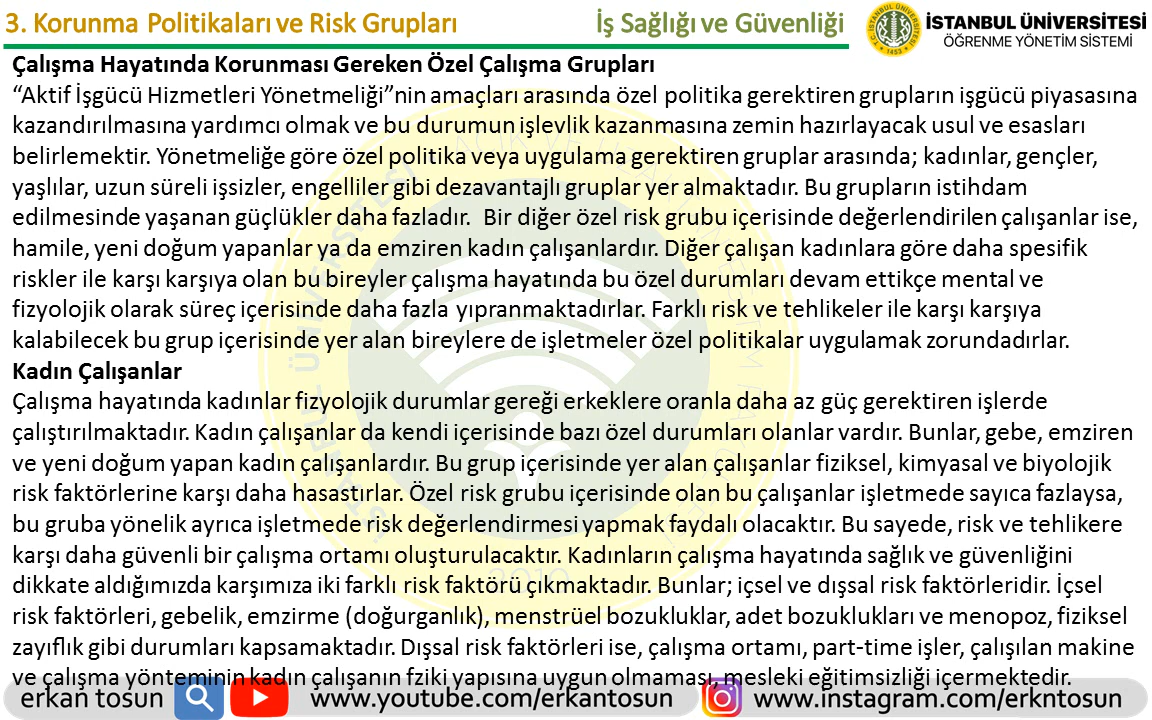 3. Korunma Politikaları ve Risk Grupları
İş Sağlığı ve Güvenliği
İSTANBUL ÜNİVERSİTESİ
ÖĞRENME YÖNETİM SİSTEMİ
Çalışma Hayatında Korunması Gereken Özel Çalışma Grupları
“Aktif İşgücü Hizmetleri Yönetmeliği”nin amaçları arasında özel politika gerektiren grupların işgücü piyasasına
kazandırılmasına yardımcı olmak ve bu durumun işlevlik kazanmasına zemin hazırlayacak usul ve esasları
belirlemektir. Yönetmeliğe göre özel politika veya uygulama gerektiren gruplar arasında; kadınlar, gençler,
yaşlılar, uzun süreli işsizler, engelliler gibi dezavantajlı gruplar yer almaktadır. Bu grupların istihdam
edilmesinde yaşanan güçlükler daha fazladır. Bir diğer özel risk grubu içerisinde değerlendirilen çalışanlar ise,
hamile, yeni doğum yapanlar ya da emziren kadın çalışanlardır. Diğer çalışan kadınlara göre daha spesifik
riskler ile karşı karşıya olan bu bireyler çalışma hayatında bu özel durumları devam ettikçe mental ve
fizyolojik olarak süreç içerisinde daha fazla yıpranmaktadırlar. Farklı risk ve tehlikeler ile karşı karşıya
kalabilecek bu grup içerisinde yer alan bireylere de işletmeler özel politikalar uygulamak zorundadırlar.
Kadın Çalışanlar
Çalışma hayatında kadınlar fizyolojik durumlar gereği erkeklere oranla daha az güç gerektiren işlerde
çalıştırılmaktadır. Kadın çalışanlar da kendi içerisinde bazı özel durumları olanlar vardır. Bunlar, gebe, emziren
ve yeni doğum yapan kadın çalışanlardır. Bu grup içerisinde yer alan çalışanlar fiziksel, kimyasal ve biyolojik
risk faktörlerine karşı daha hasastırlar. Özel risk grubu içerisinde olan bu çalışanlar işletmede sayıca fazlaysa,
bu gruba yönelik ayrıca işletmede risk değerlendirmesi yapmak faydalı olacaktır. Bu sayede, risk ve tehlikere
karşı daha güvenli bir çalışma ortamı oluşturulacaktır. Kadınların çalışma hayatında sağlık ve güvenliğini
dikkate aldığımızda karşımıza iki farklı risk faktörü çıkmaktadır. Bunlar; içsel ve dışsal risk faktörleridir. İçsel
risk faktörleri, gebelik, emzirme (doğurganlık), menstrüel bozukluklar, adet bozuklukları ve menopoz, fiziksel
zayıflık gibi durumları kapsamaktadır. Dışsal risk faktörleri ise, çalışma ortamı, part-time işler, çalışılan makine
ve çalışma yönteminin kadın çalışanın fziki yapısına uygun olmaması, mesleki eğitimsizliği içermektedir.
erkan tosun
www.youtube.com/erkantosun
www.instagram.com/erkntosun